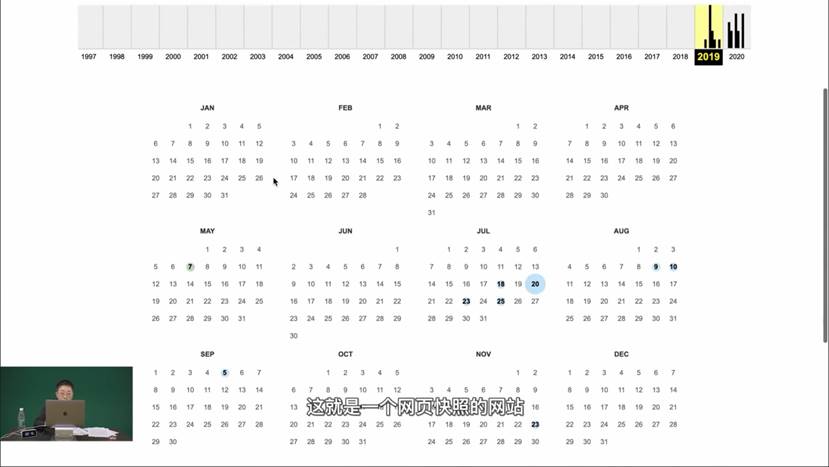 1997 1998 1999 2000 2001 2002 2003 2004 2005 2006 2007 2008 2009 2010 2011 2012 2013 2014 2015 2016 2017 2018 2019 2020
JAN FEB MAR APR
1 2 3 4 5 1 2 1 2 1 2 3 4 5 6
6 7 8 9 10 11 12 3 4 5 6 7 8 9 3 4 5 6 7 8 9 7 8 9 10 11 12 13
13 14 15 16 17 18 19 10 11 12 13 14 15 16 10 11 12 13 14 15 16 14 15 16 17 18 19 20
20 21 22 23 24 25 26 17 18 19 20 21 22 23 17 18 19 20 21 22 23 21 22 23 24 25 26 27
27 28 29 30 31 24 25 26 27 28 24 25 26 27 28 29 30 28 29 30
31
MAY JUN JUL AUG
1 2 3 4 1 1 2 3 4 5 6 1 2 3
5 6 7 8 9 10 11 2 3 4 5 6 7 8 7 8 9 10 11 12 13 4 5 6 7 8 9 10
12 13 14 15 16 17 18 9 10 11 12 13 14 15 14 15 16 17 18 19 20 11 12 13 14 15 16 17
19 20 21 22 23 24 25 16 17 18 19 20 21 22 21 22 23 24 25 26 27 18 19 20 21 22 23 24
26 27 28 29 30 31 23 24 25 26 27 28 29 28 29 30 31 25 26 27 28 29 30 31
30
SEP OCT NOV DEC
1 2 3 4 5 6 7 1 2 3 4 5 1 2 1 2 3 4 5 6 7
8 9 10 11 12 13 14 6 7 8 9 10 11 12 3 4 5 6 7 8 9 8 9 10 11 12 13 14
15 16 17 18 19 20 21 13 16 15 16 17 18 19 20 21
这就是一个网页快照的网站
22 23 24 25 26 27 28 20 21 22 23 24 25 26 17 18 19 20 21 22 23 22 23 24 25 26 27 28
29 30 27 28 29 30 31 24 25 26 27 28 29 30 29 30 31